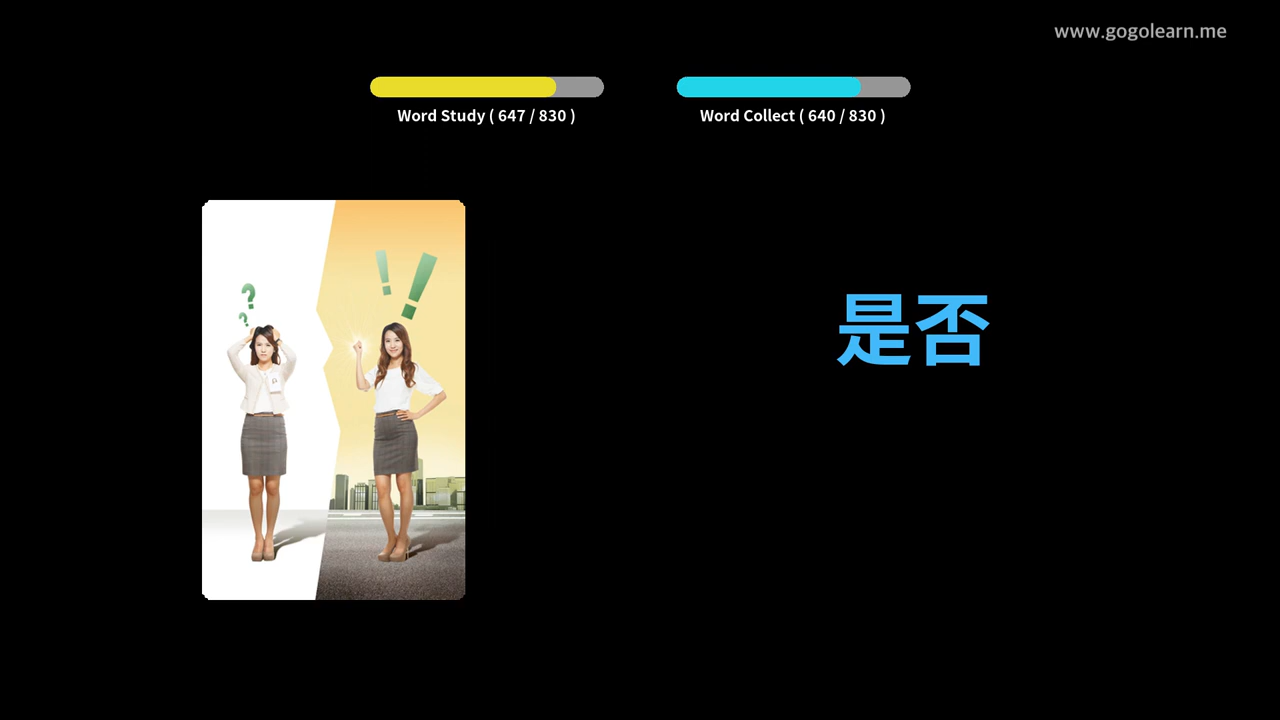 www.gogolearn.me
Word Study ( 647 / 830 )
Word Collect ( 640 / 830 )
? ?
! !
是否